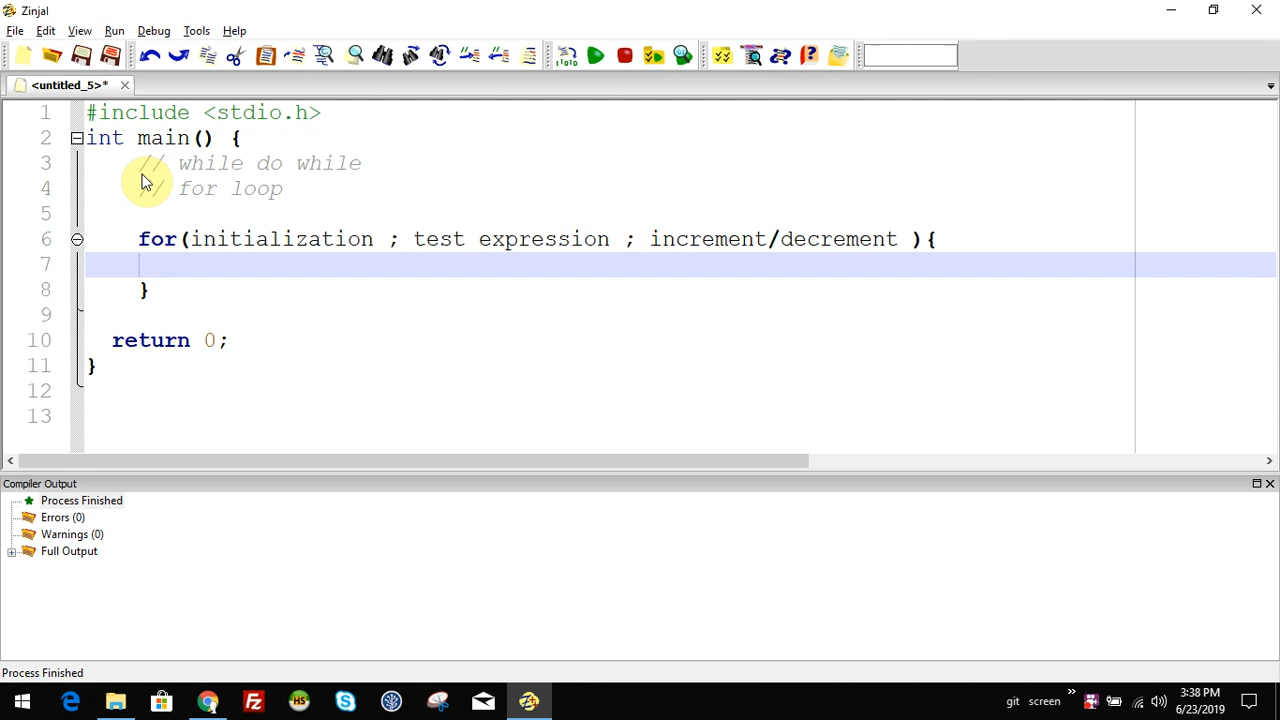 Zinjal
File Edit View Run Debug Tools Help
<untitled_5>*
1 #include <stdio.h>
2 int main() {
3 // while do while
4 // for loop
5
6 for(initialization ; test expression ; increment/decrement ){
7
8 }
9
10 return 0;
11 }
12
13
Compiler Output
Process Finished
Errors (0)
Warnings (0)
Full Output
Process Finished
git screen 3:38 PM
6/23/2019